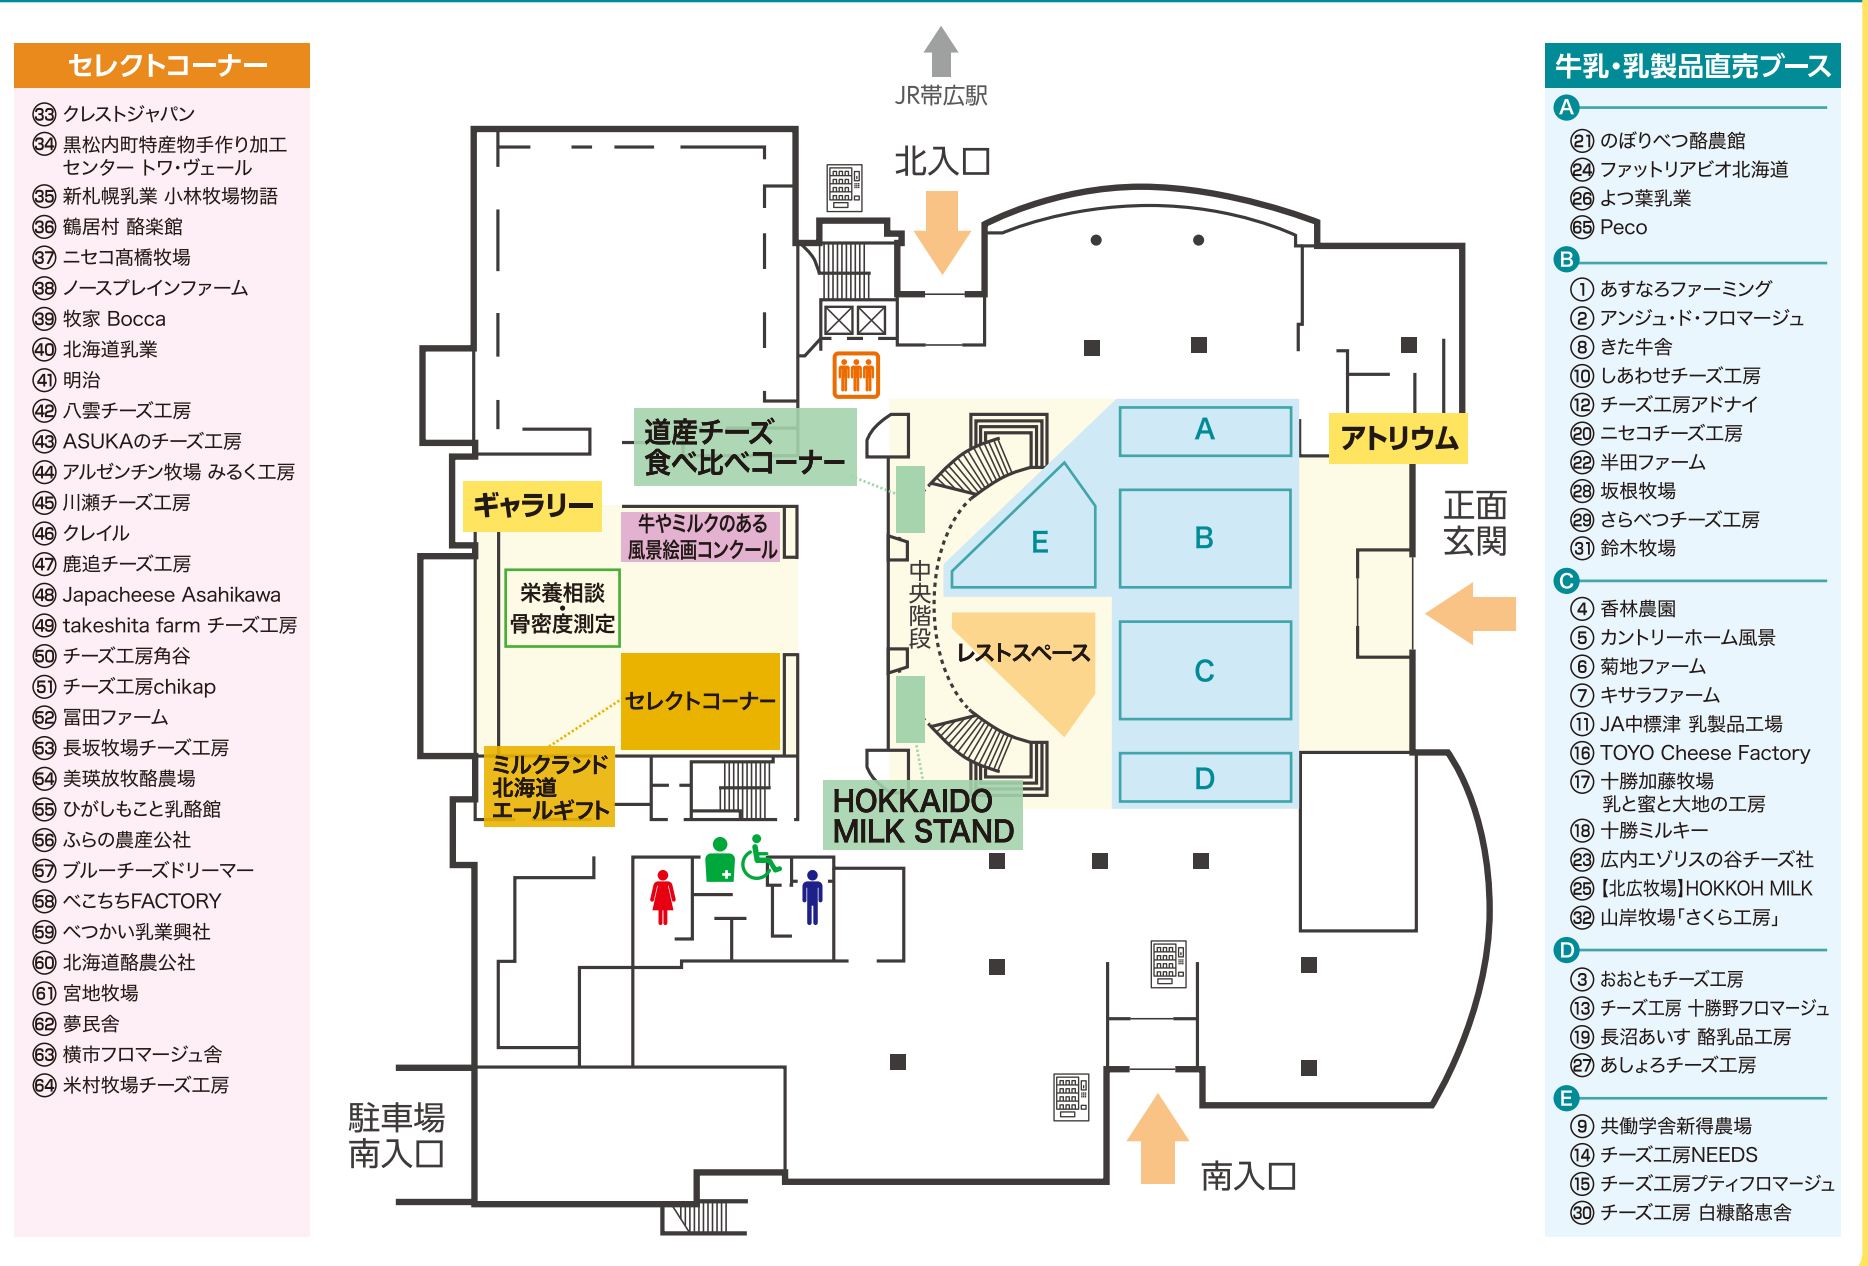 セレクトコーナー
㉝ クレストジャパン
㉞ 黒松内町特産物手作り加工
センター トワ・ヴェール
㉟ 新札幌乳業 小林牧場物語
㊱ 鶴居村 酪楽館
㊲ ニセコ髙橋牧場
㊳ ノースプレインファーム
㊴ 牧家 Bocca
㊵ 北海道乳業
㊶ 明治
㊷ 八雲チーズ工房
㊸ ASUKAのチーズ工房
㊹ アルゼンチン牧場 みるく工房
㊺ 川瀬チーズ工房
㊻ クレイル
㊼ 鹿追チーズ工房
㊽ Japacheese Asahikawa
㊾ takeshita farm チーズ工房
㊿ チーズ工房角谷
51 チーズ工房chikap
52 冨田ファーム
53 長坂牧場チーズ工房
54 美瑛放牧酪農場
55 ひがしもこと乳酪館
56 ふらの農産公社
57 ブルーチーズドリーマー
58 べこちちFACTORY
59 べつかい乳業興社
60 北海道酪農公社
61 宮地牧場
62 夢民舎
63 横市フロマージュ舎
64 米村牧場チーズ工房
JR帯広駅
北入口
道産チーズ
食べ比べコーナー
ギャラリー
牛やミルクのある
風景絵画コンクール
栄養相談
・
骨密度測定
セレクトコーナー
ミルクランド
北海道
エールギフト
中央階段
レストスペース
HOKKAIDO
MILK STAND
A
B
C
D
E
アトリウム
正面
玄関
駐車場
南入口
南入口
牛乳・乳製品直売ブース
A
㉑ のぼりべつ酪農館
㉔ ファットリアビオ北海道
㉖ よつ葉乳業
65 Peco
B
① あすなろファーミング
② アンジュ・ド・フロマージュ
⑧ きた牛舎
⑩ しあわせチーズ工房
⑫ チーズ工房アドナイ
⑳ ニセコチーズ工房
㉒ 半田ファーム
㉘ 坂根牧場
㉙ さらべつチーズ工房
㉛ 鈴木牧場
C
④ 香林農園
⑤ カントリーホーム風景
⑥ 菊地ファーム
⑦ キサラファーム
⑪ JA中標津 乳製品工場
⑯ TOYO Cheese Factory
⑰ 十勝加藤牧場
乳と蜜と大地の工房
⑱ 十勝ミルキー
㉓ 広内エゾリスの谷チーズ社
㉕ 【北広牧場】HOKKOH MILK
㉜ 山岸牧場「さくら工房」
D
③ おおともチーズ工房
⑬ チーズ工房 十勝野フロマージュ
⑲ 長沼あいす 酪乳品工房
㉗ あしょろチーズ工房
E
⑨ 共働学舎新得農場
⑭ チーズ工房NEEDS
⑮ チーズ工房プティフロマージュ
㉚ チーズ工房 白糠酪恵舎